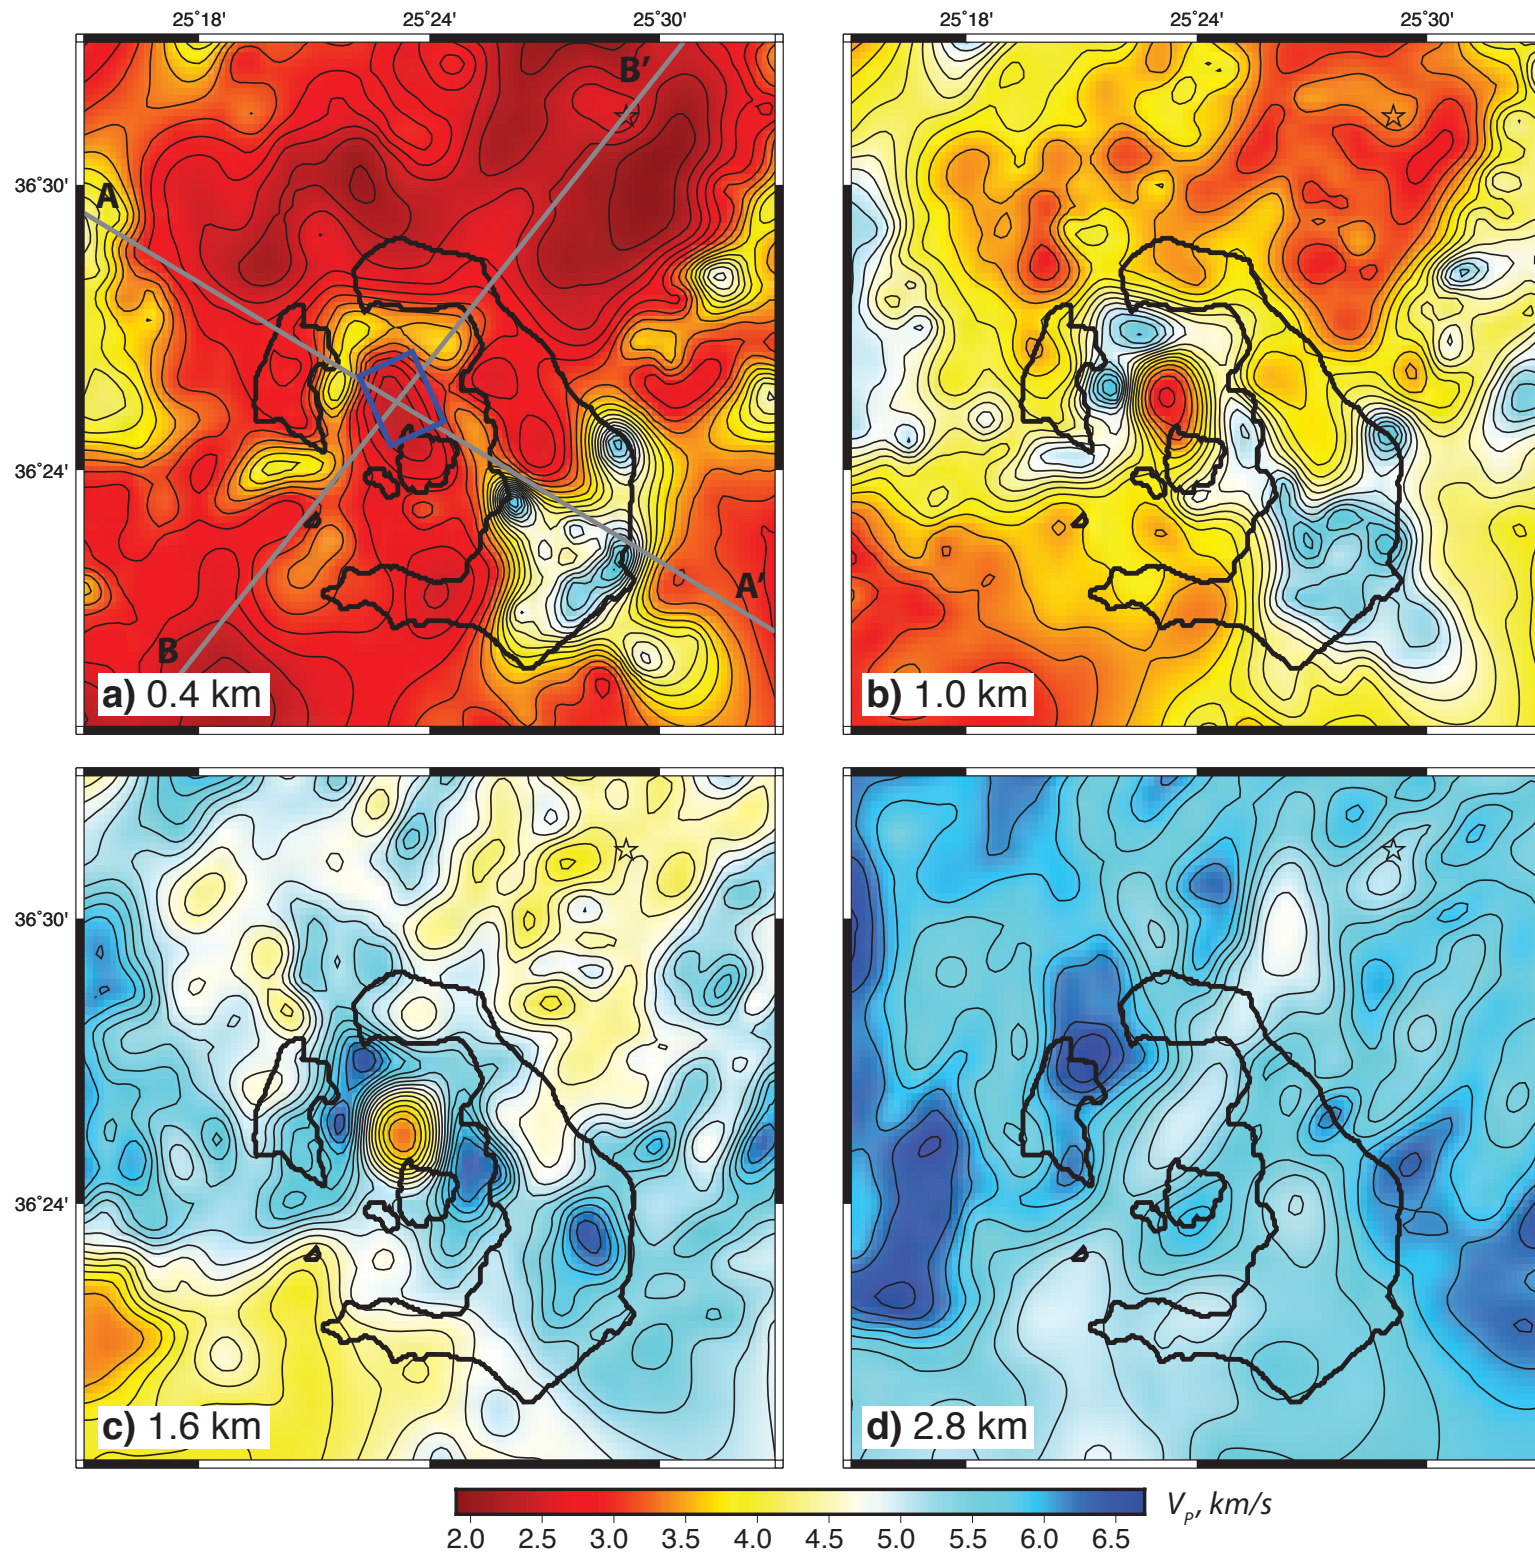 25°18' 25°24' 25°30' 25°18' 25°24' 25°30'
B'
36°30'
A
36°24'
A'
B
a) 0.4 km
b) 1.0 km
36°30'
36°24'
c) 1.6 km
d) 2.8 km
2.0 2.5 3.0 3.5 4.0 4.5 5.0 5.5 6.0 6.5
VP, km/s